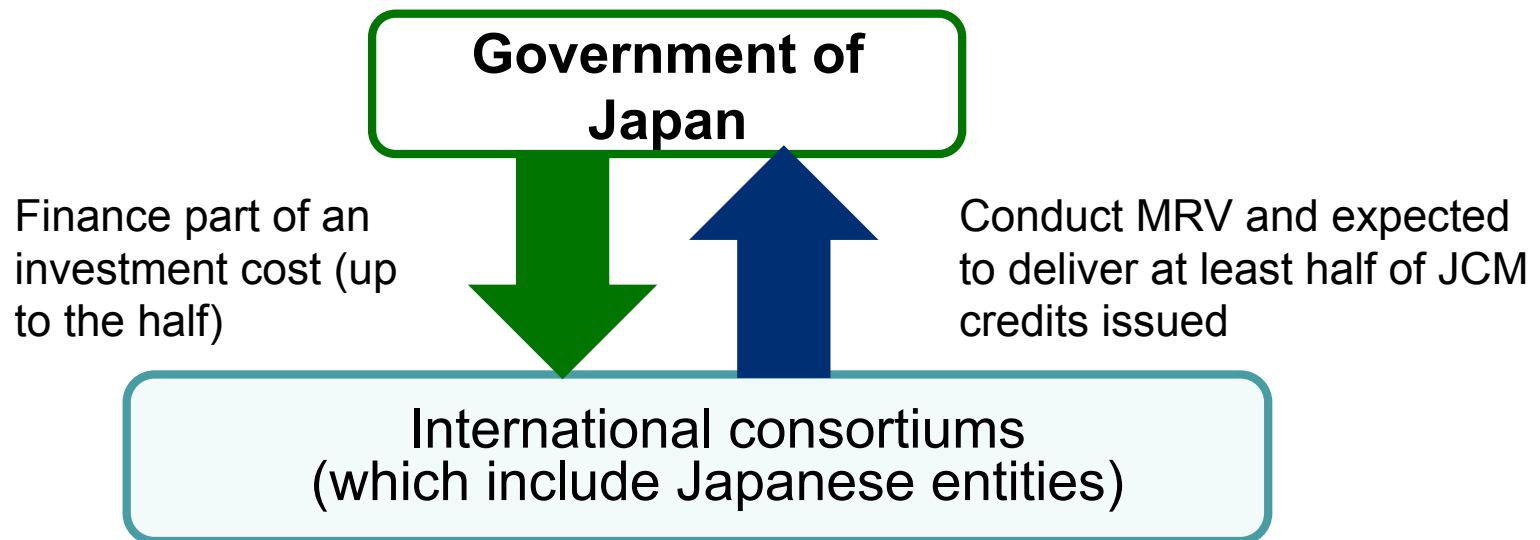 Government of
Japan
Finance part of an
investment cost (up
to the half)
Conduct MRV and expected
to deliver at least half of JCM
credits issued
International consortiums
(which include Japanese entities)